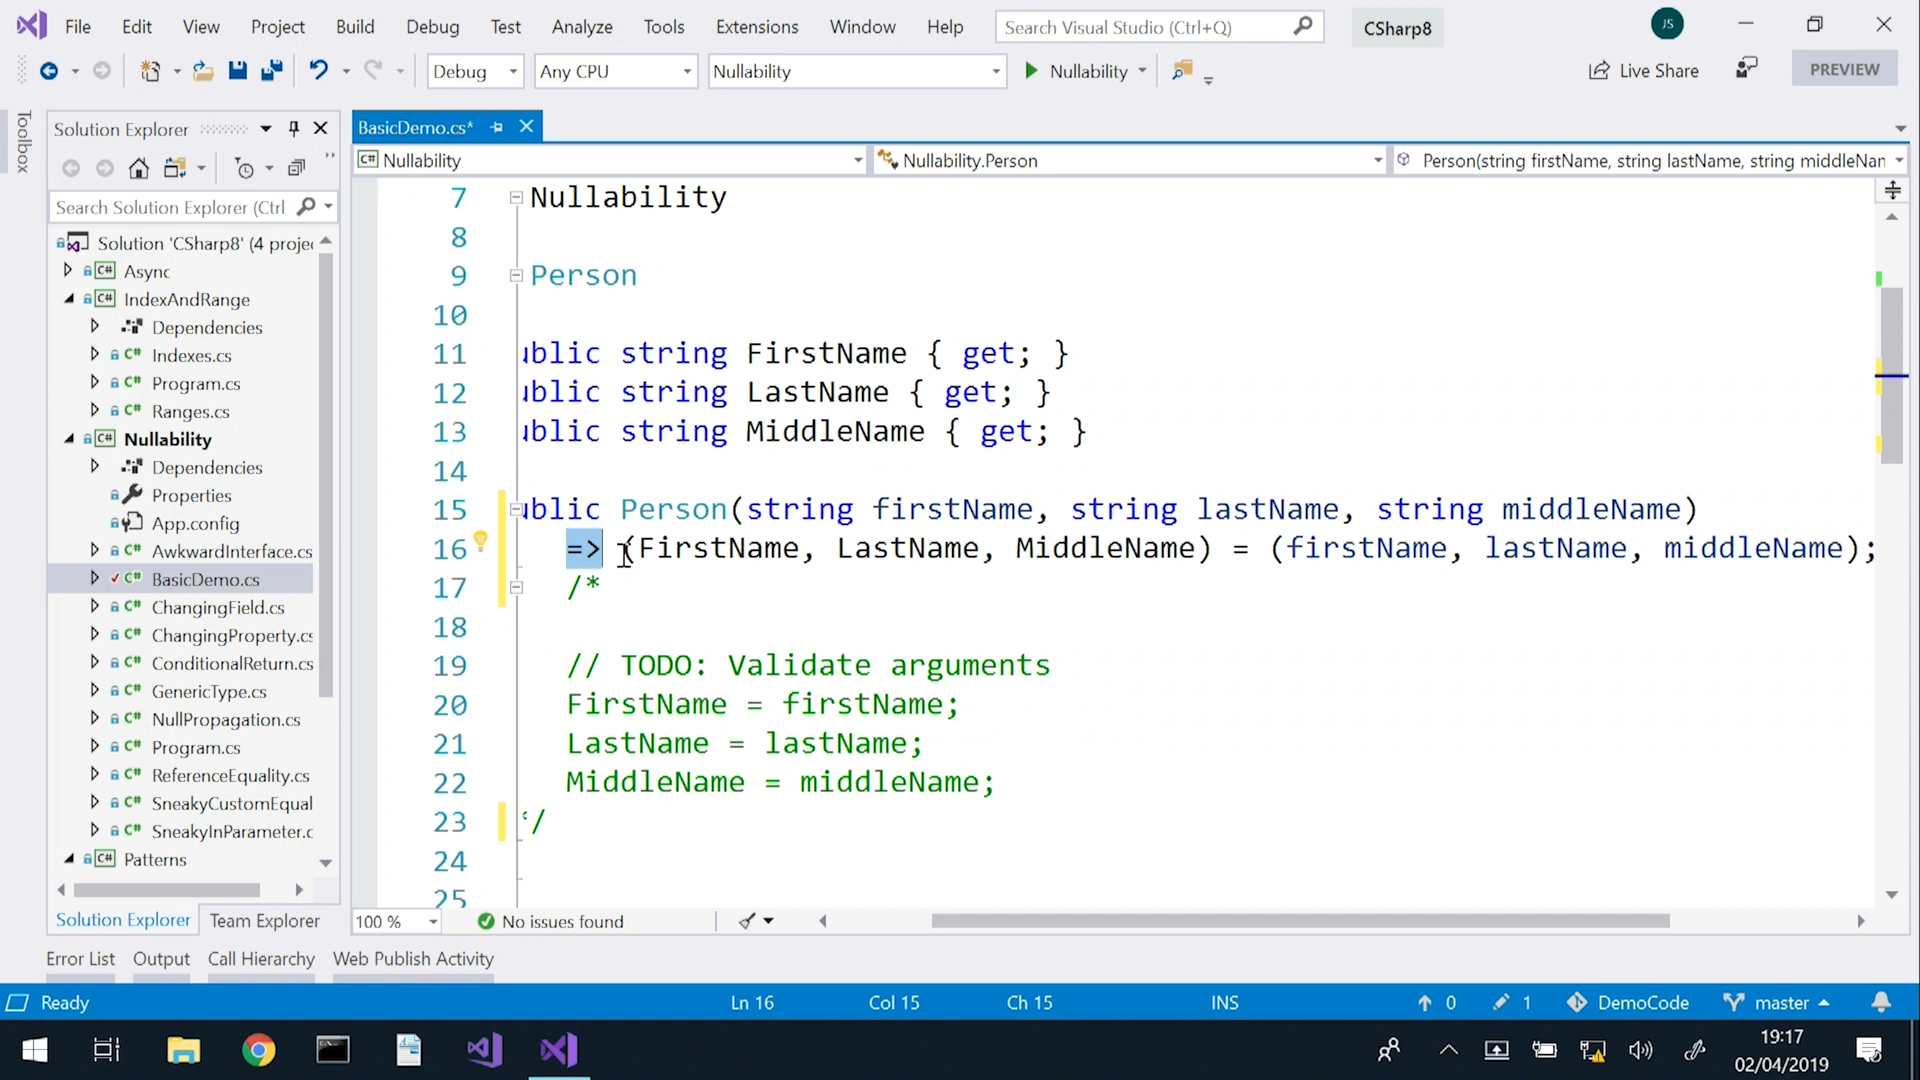 File Edit View Project Build Debug Test Analyze Tools Extensions Window Help Search Visual Studio (Ctrl+Q) CSharp8 JS
Debug Any CPU Nullability Nullability Live Share PREVIEW
Toolbox
Solution Explorer
Search Solution Explorer (Ctrl
Solution 'CSharp8' (4 proje
Async
IndexAndRange
Dependencies
Indexes.cs
Program.cs
Ranges.cs
Nullability
Dependencies
Properties
App.config
AwkwardInterface.cs
BasicDemo.cs
ChangingField.cs
ChangingProperty.cs
ConditionalReturn.cs
GenericType.cs
NullPropagation.cs
Program.cs
ReferenceEquality.cs
SneakyCustomEqual
SneakyInParameter.c
Patterns
Solution Explorer Team Explorer
BasicDemo.cs*
Nullability Nullability.Person Person(string firstName, string lastName, string middleNan
7 Nullability
8
9 Person
10
11 ublic string FirstName { get; }
12 ublic string LastName { get; }
13 ublic string MiddleName { get; }
14
15 ublic Person(string firstName, string lastName, string middleName)
16 => (FirstName, LastName, MiddleName) = (firstName, lastName, middleName);
17 /*
18
19 // TODO: Validate arguments
20 FirstName = firstName;
21 LastName = lastName;
22 MiddleName = middleName;
23 */
24
25
100 % No issues found
Error List Output Call Hierarchy Web Publish Activity
Ready Ln 16 Col 15 Ch 15 INS 0 1 DemoCode master
19:17
02/04/2019